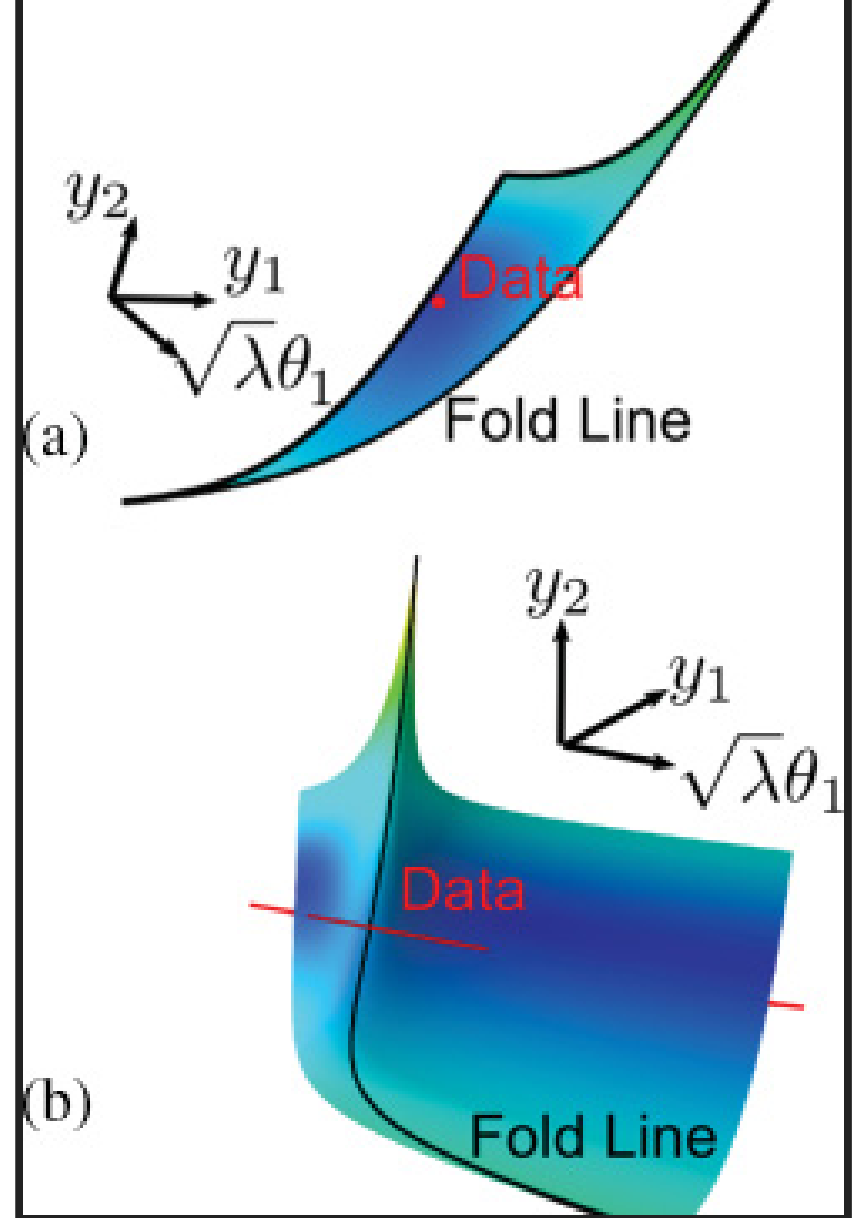 y₂
y₁
Data
√λθ₁
Fold Line
(a)
y₂
y₁
√λθ₁
Data
Fold Line
(b)